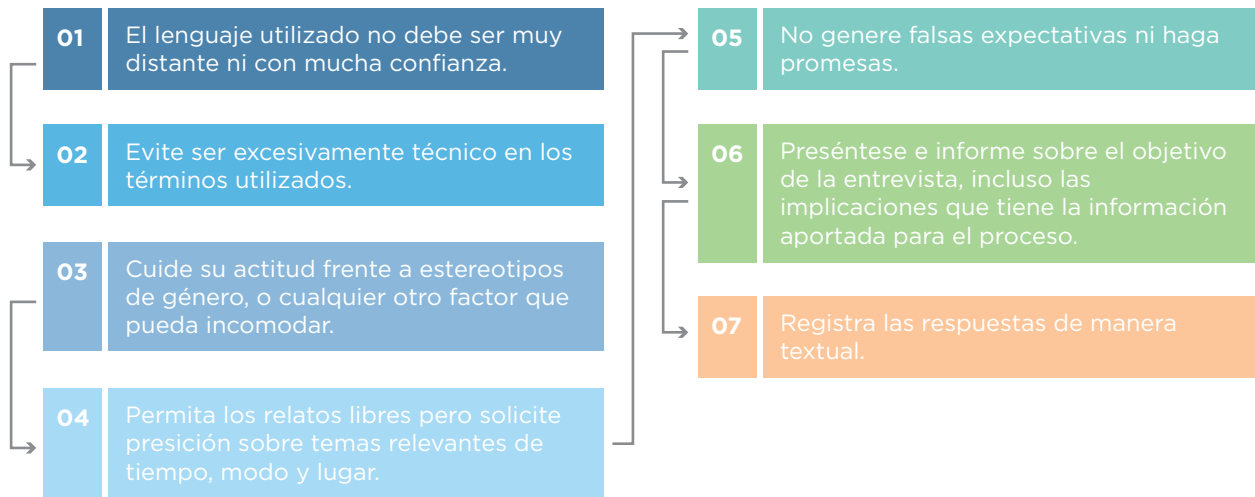 01
El lenguaje utilizado no debe ser muy
distante ni con mucha confianza.
02
Evite ser excesivamente técnico en los
términos utilizados.
03
Cuide su actitud frente a estereotipos
de género, o cualquier otro factor que
pueda incomodar.
04
Permita los relatos libres pero solicite
presición sobre temas relevantes de
tiempo, modo y lugar.
05
No genere falsas expectativas ni haga
promesas.
06
Preséntese e informe sobre el objetivo
de la entrevista, incluso las
implicaciones que tiene la información
aportada para el proceso.
07
Registra las respuestas de manera
textual.